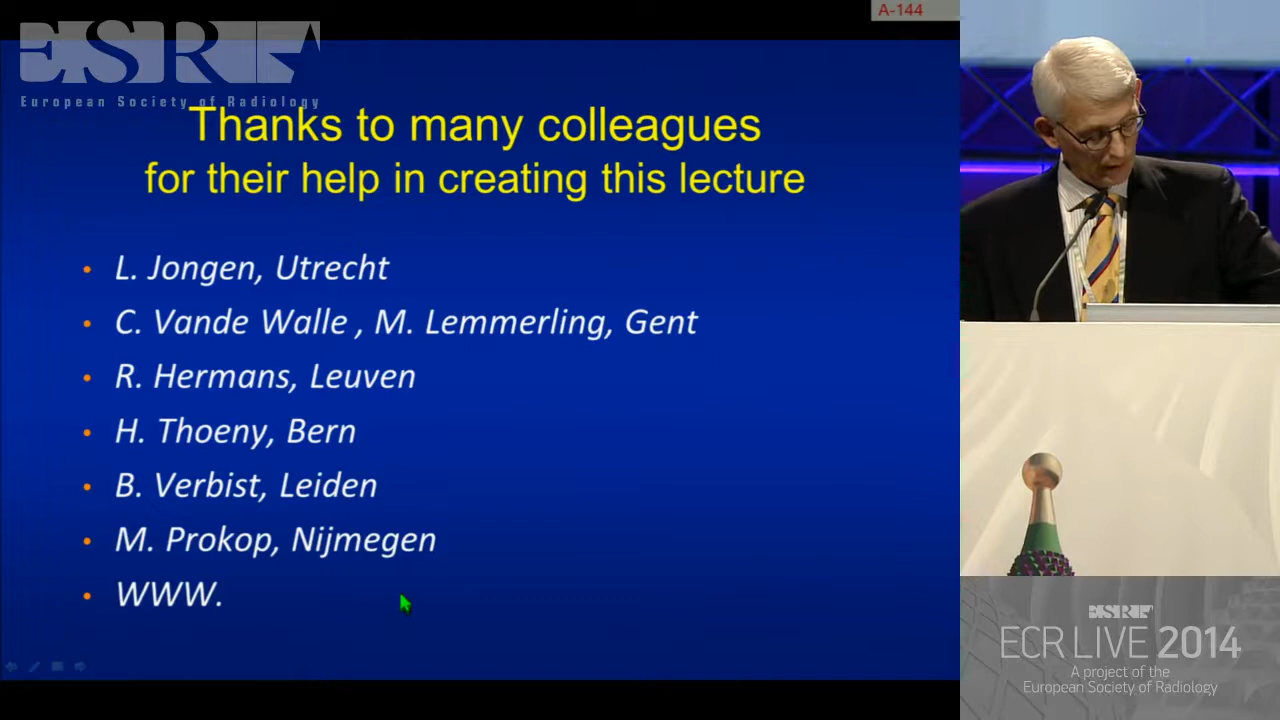 A-144
ESR
European Society of Radiology
Thanks to many colleagues
for their help in creating this lecture
• L. Jongen, Utrecht
• C. Vande Walle , M. Lemmerling, Gent
• R. Hermans, Leuven
• H. Thoeny, Bern
• B. Verbist, Leiden
• M. Prokop, Nijmegen
• WWW.
ESR
ECR LIVE 2014
A project of the
European Society of Radiology